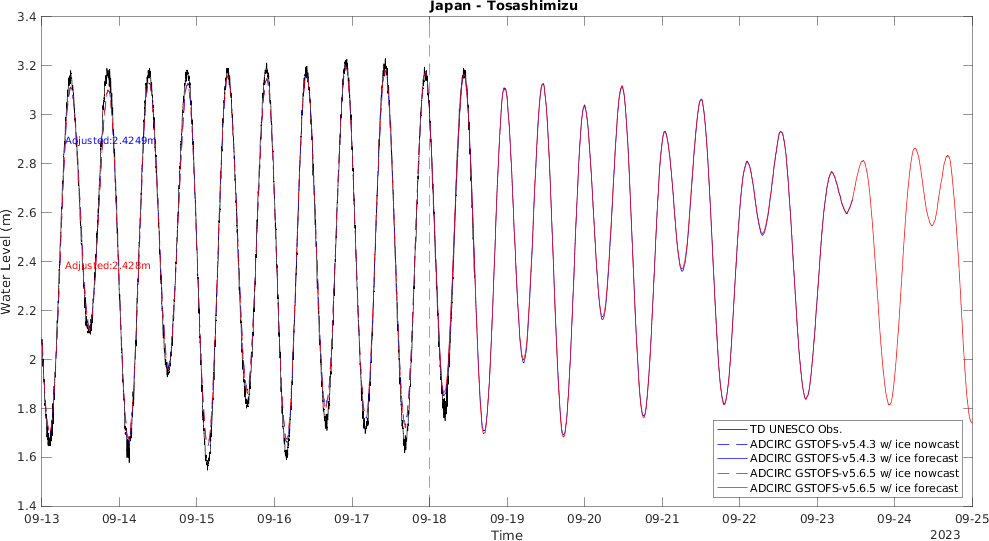 Japan - Tosashimizu
3.4
3.2
3
2.8
2.6
2.4
2.2
2
1.8
1.6
1.4
Water Level (m)
Adjusted:2.4249m
Adjusted:2.428m
TD UNESCO Obs.
ADCIRC GSTOFS-v5.4.3 w/ ice nowcast
ADCIRC GSTOFS-v5.4.3 w/ ice forecast
ADCIRC GSTOFS-v5.6.5 w/ ice nowcast
ADCIRC GSTOFS-v5.6.5 w/ ice forecast
09-13 09-14 09-15 09-16 09-17 09-18 09-19 09-20 09-21 09-22 09-23 09-24 09-25
Time
2023